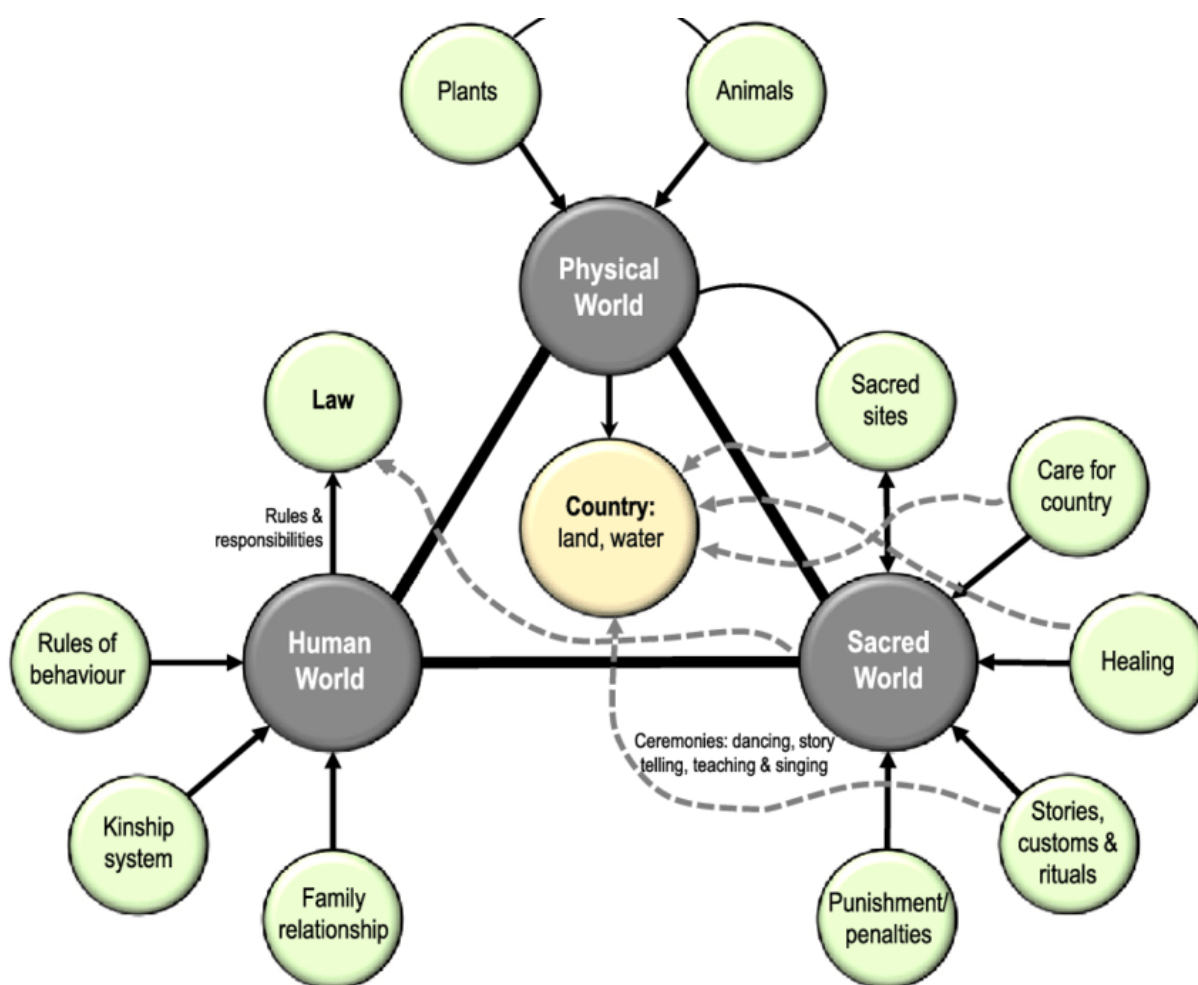 Plants
Animals
Physical
World
Law
Sacred
sites
Care for
country
Country:
land, water
Rules &
responsibilities
Rules of
behaviour
Human
World
Sacred
World
Healing
Ceremonies: dancing, story
telling, teaching & singing
Kinship
system
Stories,
customs &
rituals
Family
relationship
Punishment/
penalties